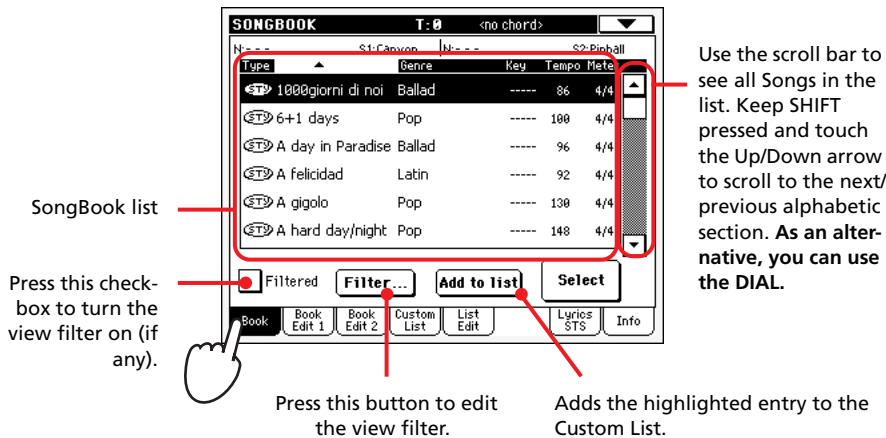 SONGBOOK T:0 <no chord>
N:- - - S1:Canyon N:- - - S2:Pinball
Type Genre Key Tempo Meter
STY 1000giorni di noi Ballad ----- 86 4/4
STY 6+1 days Pop ----- 100 4/4
STY A day in Paradise Ballad ----- 96 4/4
STY A felicidad Latin ----- 92 4/4
STY A gigolo Pop ----- 130 4/4
STY A hard day/night Pop ----- 148 4/4
Filtered Filter... Add to list Select
Book Book Edit 1 Book Edit 2 Custom List List Edit Lyrics STS Info
SongBook list
Press this check-
box to turn the
view filter on (if
any).
Use the scroll bar to
see all Songs in the
list. Keep SHIFT
pressed and touch
the Up/Down arrow
to scroll to the next/
previous alphabetic
section. As an alter-
native, you can use
the DIAL.
Press this button to edit
the view filter.
Adds the highlighted entry to the
Custom List.